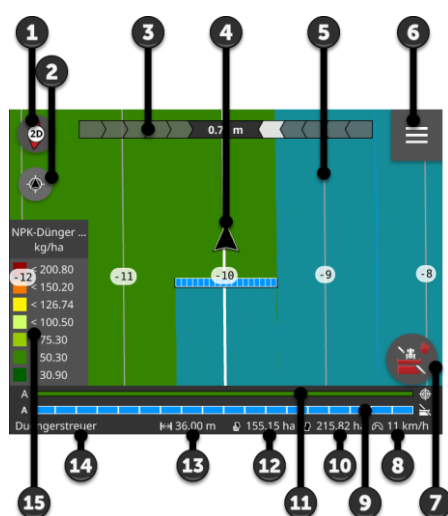 1
2
3
4
5
6
2D
0.7 m
NPK-Dünger ...
kg/ha
< 200.80
< 150.20
< 126.74
< 100.50
75.30
50.30
30.90
-12
-11
-10
-9
-8
A
A
Duengerstreuer
36.00 m
155.15 ha
215.82 ha
11 km/h
15
14
13
12
11
10
9
8
7